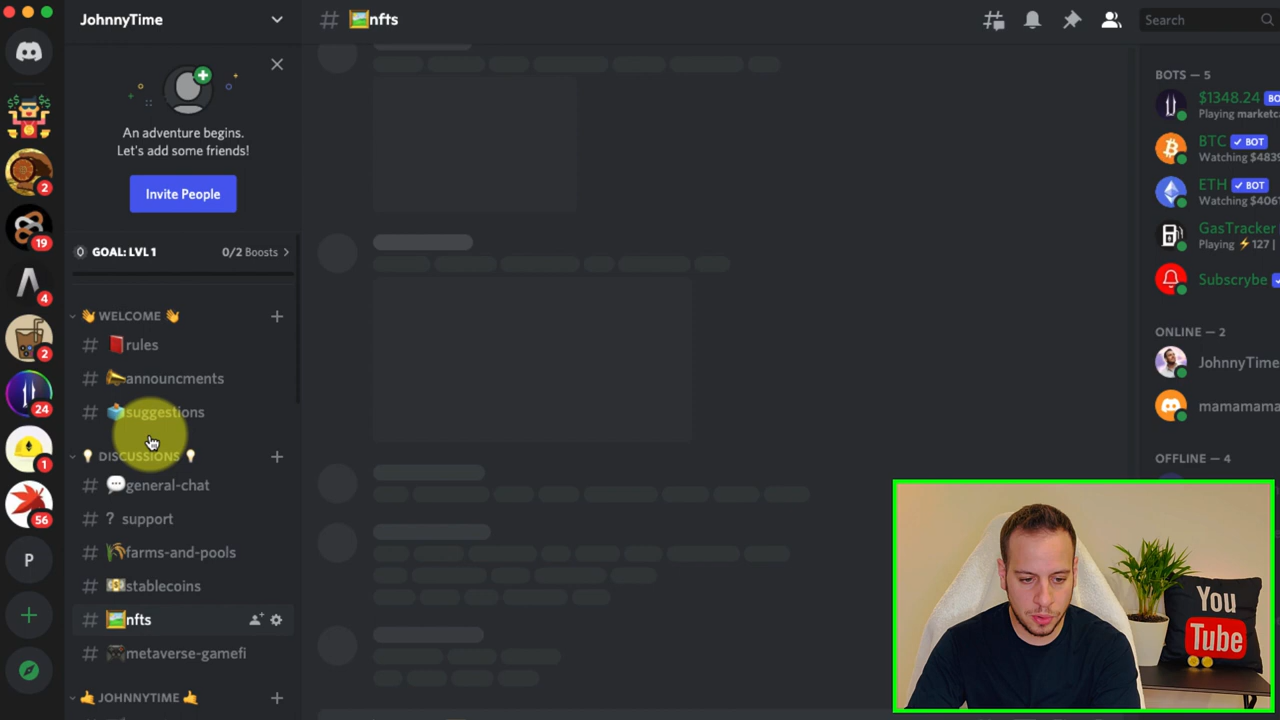 JohnnyTime
nfts
Search
An adventure begins.
Let's add some friends!
Invite People
GOAL: LVL 1
0/2 Boosts
WELCOME
rules
announcments
suggestions
DISCUSSIONS
general-chat
? support
farms-and-pools
stablecoins
nfts
metaverse-gamefi
JOHNNYTIME
2
19
4
2
24
1
56
P
BOTS — 5
$1348.24 BO
Playing marketc
BTC ✓ BOT
Watching $4839
ETH ✓ BOT
Watching $406
GasTracker
Playing ⚡127 |
Subscrybe
ONLINE — 2
JohnnyTime
mamamama
OFFLINE — 4
You
Tube